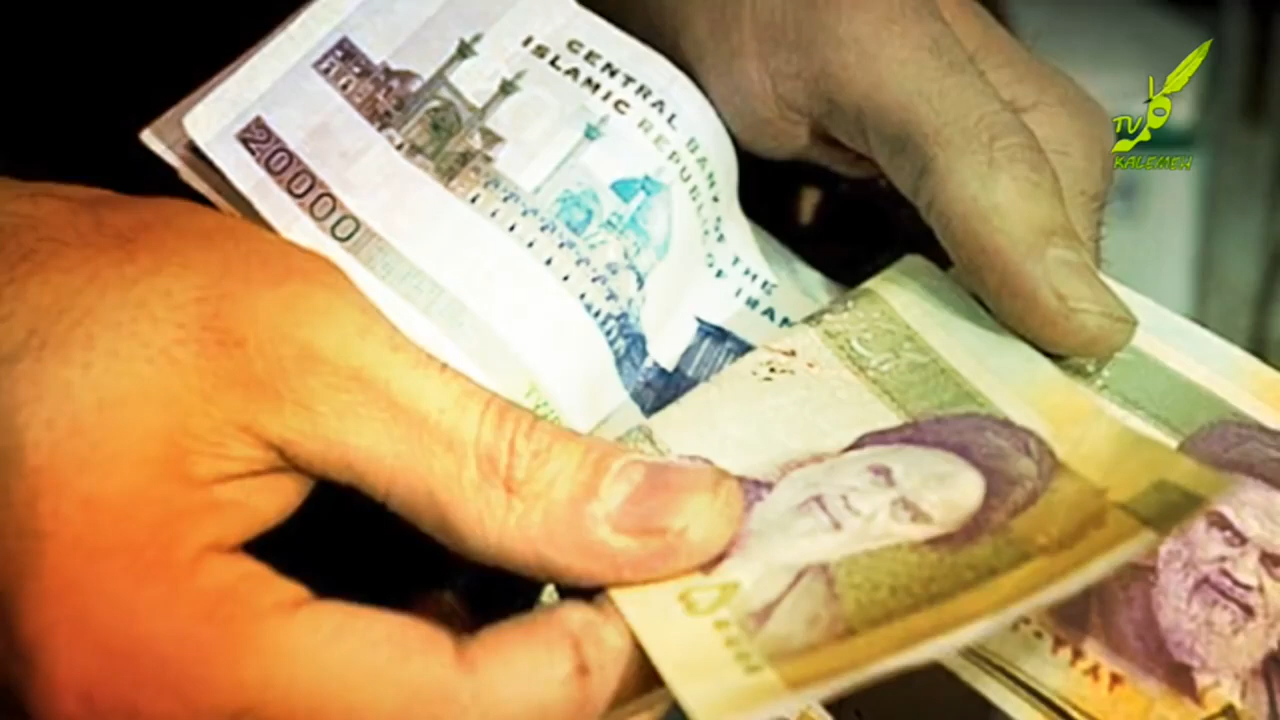 CENTRAL BANK OF THE
ISLAMIC REPUBLIC OF IRAN
20000
TV
KALEMEH